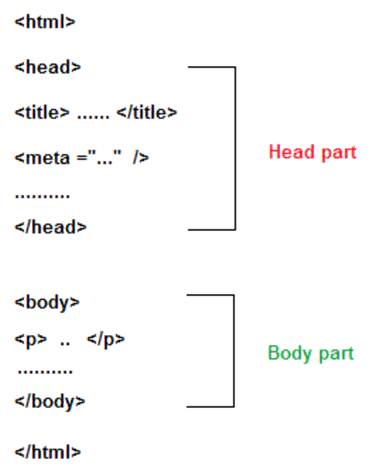 <html>
<head>
<title> ...... </title>
<meta ="..." />
..........
</head>
Head part
<body>
<p> .. </p>
..........
</body>
Body part
</html>